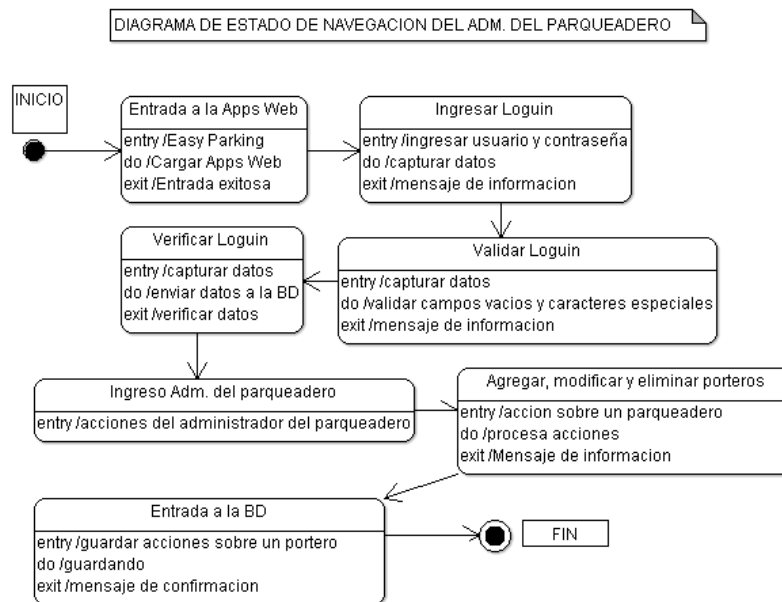 DIAGRAMA DE ESTADO DE NAVEGACION DEL ADM. DEL PARQUEADERO
INICIO
Entrada a la Apps Web
entry /Easy Parking
do /Cargar Apps Web
exit /Entrada exitosa
Ingresar Loguin
entry /ingresar usuario y contraseña
do /capturar datos
exit /mensaje de informacion
Verificar Loguin
entry /capturar datos
do /enviar datos a la BD
exit /verificar datos
Validar Loguin
entry /capturar datos
do /validar campos vacios y caracteres especiales
exit /mensaje de informacion
Ingreso Adm. del parqueadero
entry /acciones del administrador del parqueadero
Agregar, modificar y eliminar porteros
entry /accion sobre un parqueadero
do /procesa acciones
exit /Mensaje de informacion
Entrada a la BD
entry /guardar acciones sobre un portero
do /guardando
exit /mensaje de confirmacion
FIN